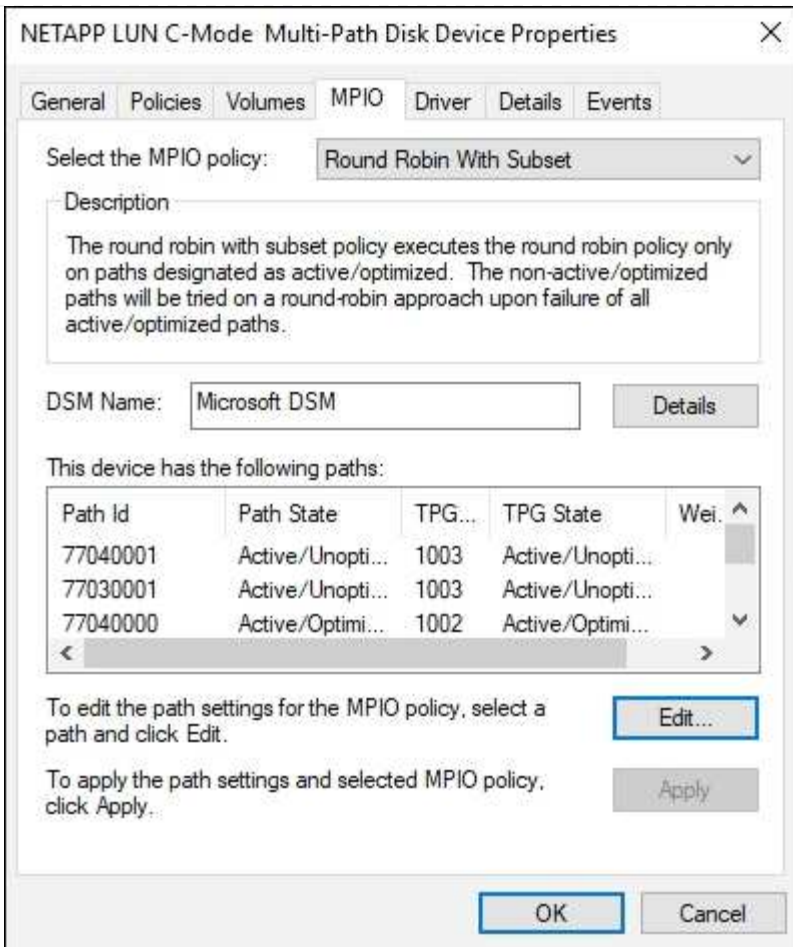 NETAPP LUN C-Mode  Multi-Path Disk Device Properties
General Policies Volumes MPIO Driver Details Events
Select the MPIO policy: Round Robin With Subset
Description
The round robin with subset policy executes the round robin policy only
on paths designated as active/optimized.  The non-active/optimized
paths will be tried on a round-robin approach upon failure of all
active/optimized paths.
DSM Name: Microsoft DSM Details
This device has the following paths:
Path Id Path State TPG... TPG State Wei.
77040001 Active/Unopti... 1003 Active/Unopti...
77030001 Active/Unopti... 1003 Active/Unopti...
77040000 Active/Optimi... 1002 Active/Optimi...
To edit the path settings for the MPIO policy, select a
path and click Edit.
Edit...
To apply the path settings and selected MPIO policy,
click Apply.
Apply
OK Cancel